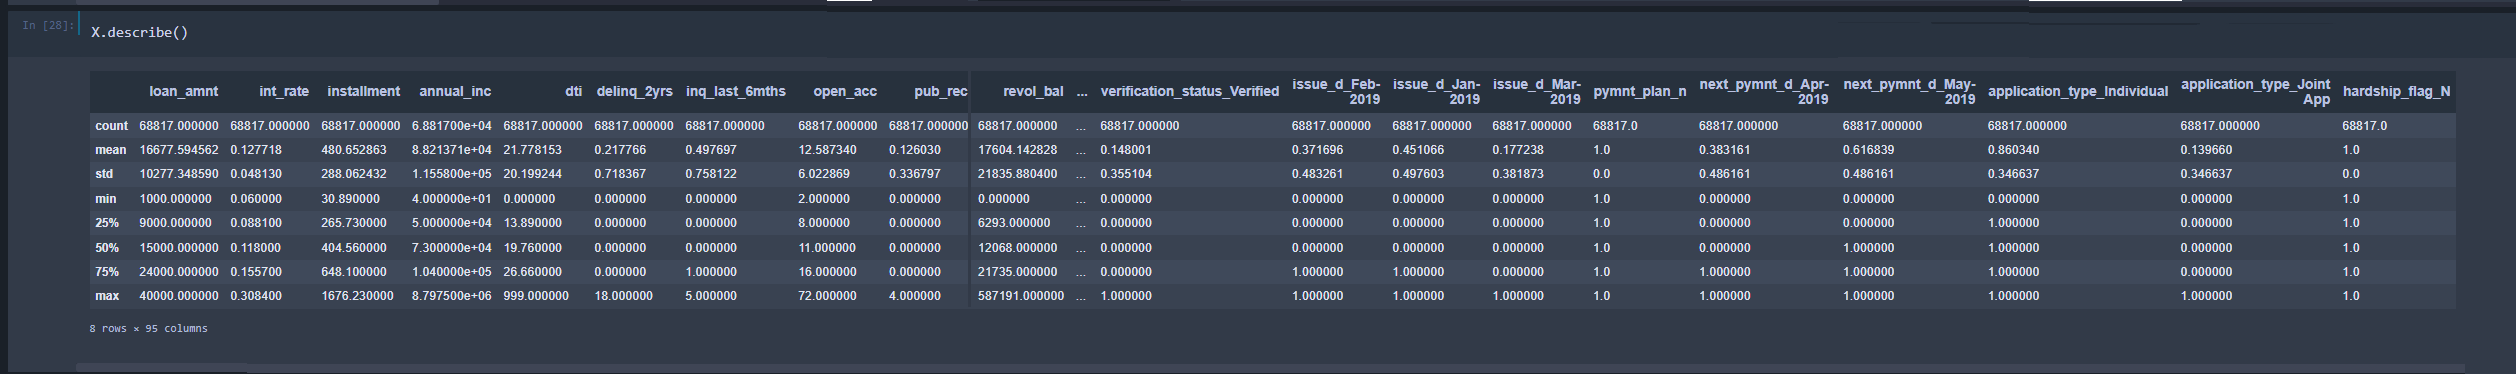 In [28]: X.describe()
loan_amnt int_rate installment annual_inc dti delinq_2yrs inq_last_6mths open_acc pub_rec revol_bal ... verification_status_Verified issue_d_Feb-2019 issue_d_Jan-2019 issue_d_Mar-2019 pymnt_plan_n next_pymnt_d_Apr-2019 next_pymnt_d_May-2019 application_type_Individual application_type_Joint App hardship_flag_N
count 68817.000000 68817.000000 68817.000000 6.881700e+04 68817.000000 68817.000000 68817.000000 68817.000000 68817.000000 68817.000000 ... 68817.000000 68817.000000 68817.000000 68817.000000 68817.0 68817.000000 68817.000000 68817.000000 68817.000000 68817.0
mean 16677.594562 0.127718 480.652863 8.821371e+04 21.778153 0.217766 0.497697 12.587340 0.126030 17604.142828 ... 0.148001 0.371696 0.451066 0.177238 1.0 0.383161 0.616839 0.860340 0.139660 1.0
std 10277.348590 0.048130 288.062432 1.155800e+05 20.199244 0.718367 0.758122 6.022869 0.336797 21835.880400 ... 0.355104 0.483261 0.497603 0.381873 0.0 0.486161 0.486161 0.346637 0.346637 0.0
min 1000.000000 0.060000 30.890000 4.000000e+01 0.000000 0.000000 0.000000 2.000000 0.000000 0.000000 ... 0.000000 0.000000 0.000000 0.000000 1.0 0.000000 0.000000 0.000000 0.000000 1.0
25% 9000.000000 0.088100 265.730000 5.000000e+04 13.890000 0.000000 0.000000 8.000000 0.000000 6293.000000 ... 0.000000 0.000000 0.000000 0.000000 1.0 0.000000 0.000000 1.000000 0.000000 1.0
50% 15000.000000 0.118000 404.560000 7.300000e+04 19.760000 0.000000 0.000000 11.000000 0.000000 12068.000000 ... 0.000000 0.000000 0.000000 0.000000 1.0 0.000000 1.000000 1.000000 0.000000 1.0
75% 24000.000000 0.155700 648.100000 1.040000e+05 26.660000 0.000000 1.000000 16.000000 0.000000 21735.000000 ... 0.000000 1.000000 1.000000 0.000000 1.0 1.000000 1.000000 1.000000 0.000000 1.0
max 40000.000000 0.308400 1676.230000 8.797500e+06 999.000000 18.000000 5.000000 72.000000 4.000000 587191.000000 ... 1.000000 1.000000 1.000000 1.000000 1.0 1.000000 1.000000 1.000000 1.000000 1.0
8 rows × 95 columns